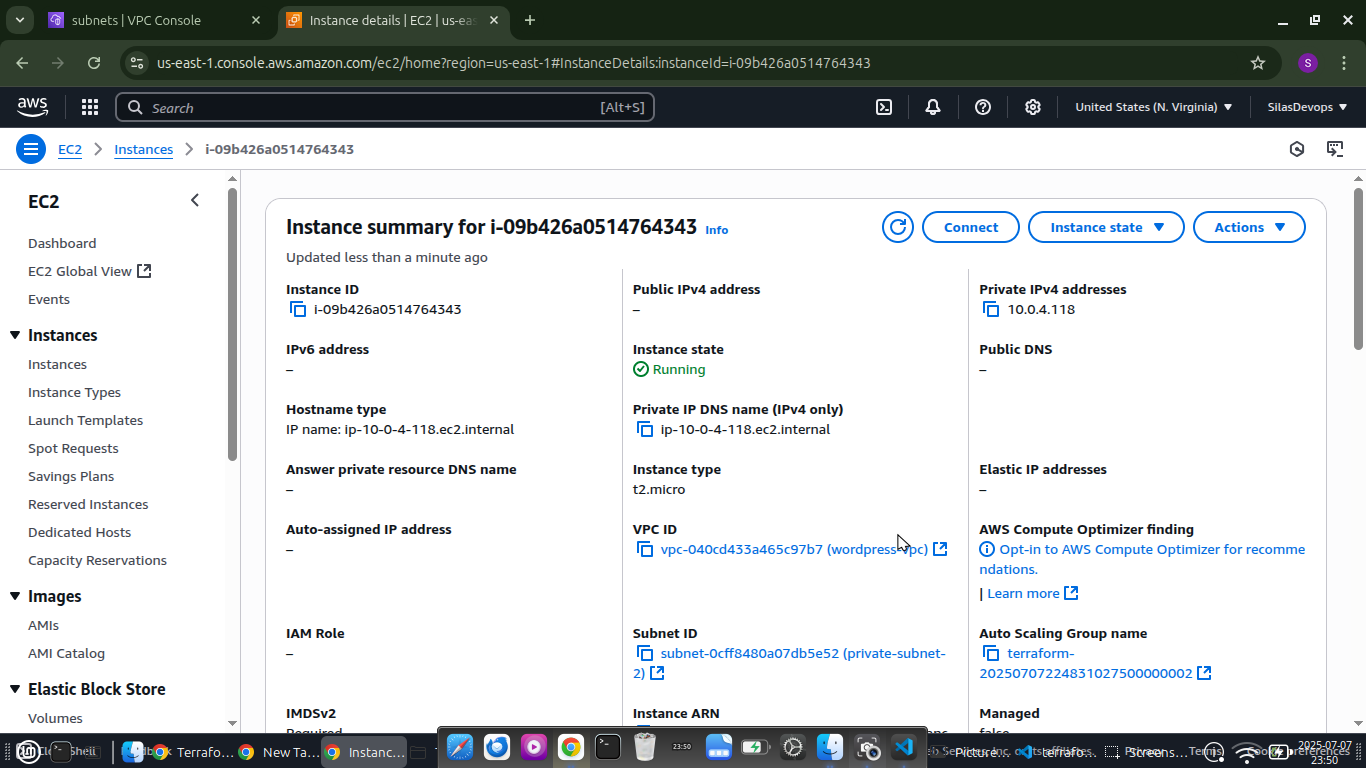 subnets | VPC Console
Instance details | EC2 | us-eas
us-east-1.console.aws.amazon.com/ec2/home?region=us-east-1#InstanceDetails:instanceId=i-09b426a0514764343
S
aws
Search
[Alt+S]
United States (N. Virginia)
SilasDevops
EC2
Instances
i-09b426a0514764343
EC2
Dashboard
EC2 Global View
Events
Instances
Instances
Instance Types
Launch Templates
Spot Requests
Savings Plans
Reserved Instances
Dedicated Hosts
Capacity Reservations
Images
AMIs
AMI Catalog
Elastic Block Store
Volumes
Instance summary for i-09b426a0514764343 Info
Updated less than a minute ago
Connect
Instance state
Actions
Instance ID
i-09b426a0514764343
Public IPv4 address
–
Private IPv4 addresses
10.0.4.118
IPv6 address
–
Instance state
Running
Public DNS
–
Hostname type
IP name: ip-10-0-4-118.ec2.internal
Private IP DNS name (IPv4 only)
ip-10-0-4-118.ec2.internal
Answer private resource DNS name
–
Instance type
t2.micro
Elastic IP addresses
–
Auto-assigned IP address
–
VPC ID
vpc-040cd433a465c97b7 (wordpress-vpc)
AWS Compute Optimizer finding
Opt-in to AWS Compute Optimizer for recomme
ndations.
| Learn more
IAM Role
–
Subnet ID
subnet-0cff8480a07db5e52 (private-subnet-
2)
Auto Scaling Group name
terraform-
20250707224831027500000002
IMDSv2
Required
Instance ARN
Managed
false
Terrafo...
New Ta...
Instanc...
23:50
Picture
terrafo
Screens...
Privacy
Terms
2025-07-07
23:50